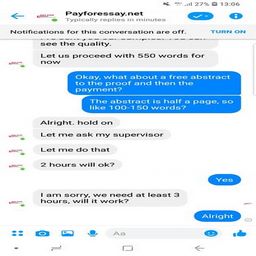 27% 13:06
Payforessay.net
Typically replies in minutes
Notifications for this conversation are off. TURN ON
see the quality.
Let us proceed with 550 words for
now
Okay, what about a free abstract
to the proof and then the
payment?
The abstract is half a page, so
like 100-150 words?
Alright. hold on
Let me ask my supervisor
Let me do that
2 hours will ok?
Yes
I am sorry, we need at least 3
hours, will it work?
Alright
Aa